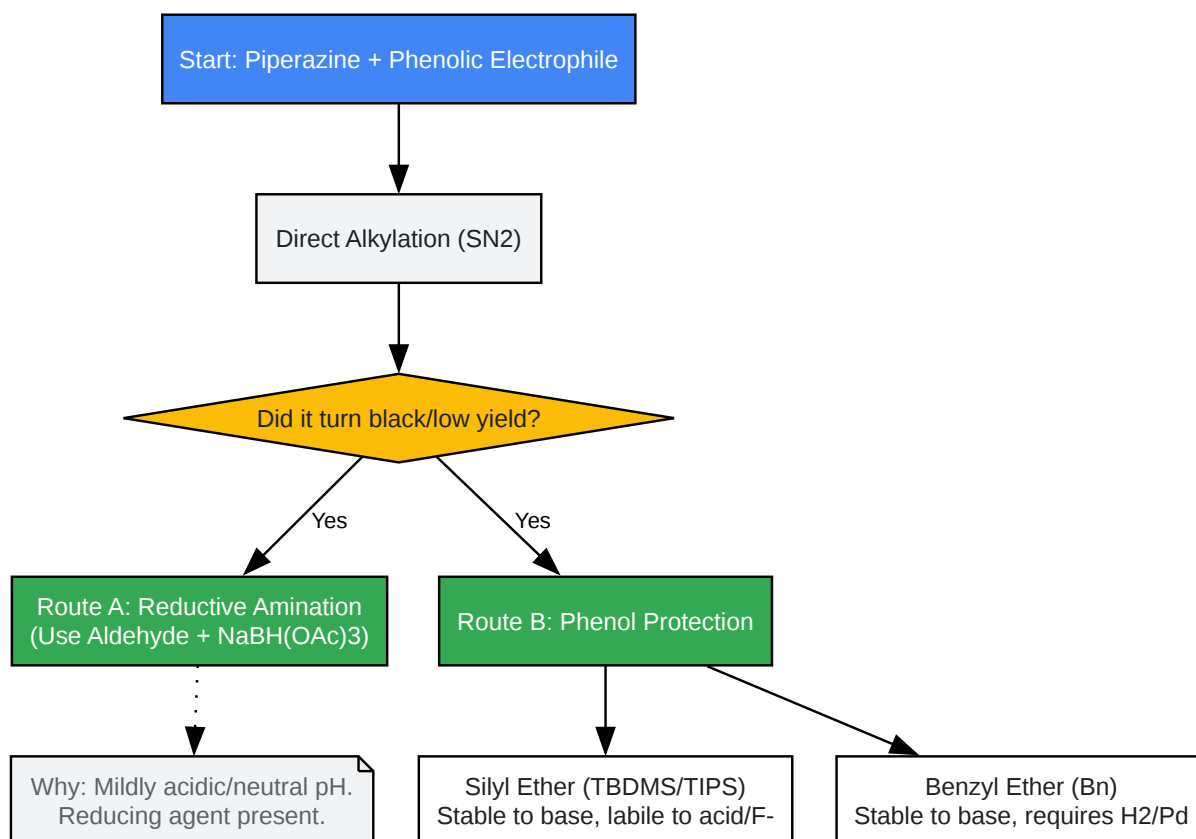 Start: Piperazine + Phenolic Electrophile
Direct Alkylation (SN2)
Did it turn black/low yield?
Yes
Yes
Route A: Reductive Amination
(Use Aldehyde + NaBH(OAc)3)
Route B: Phenol Protection
Why: Mildly acidic/neutral pH.
Reducing agent present.
Silyl Ether (TBDMS/TIPS)
Stable to base, labile to acid/F-
Benzyl Ether (Bn)
Stable to base, requires H2/Pd